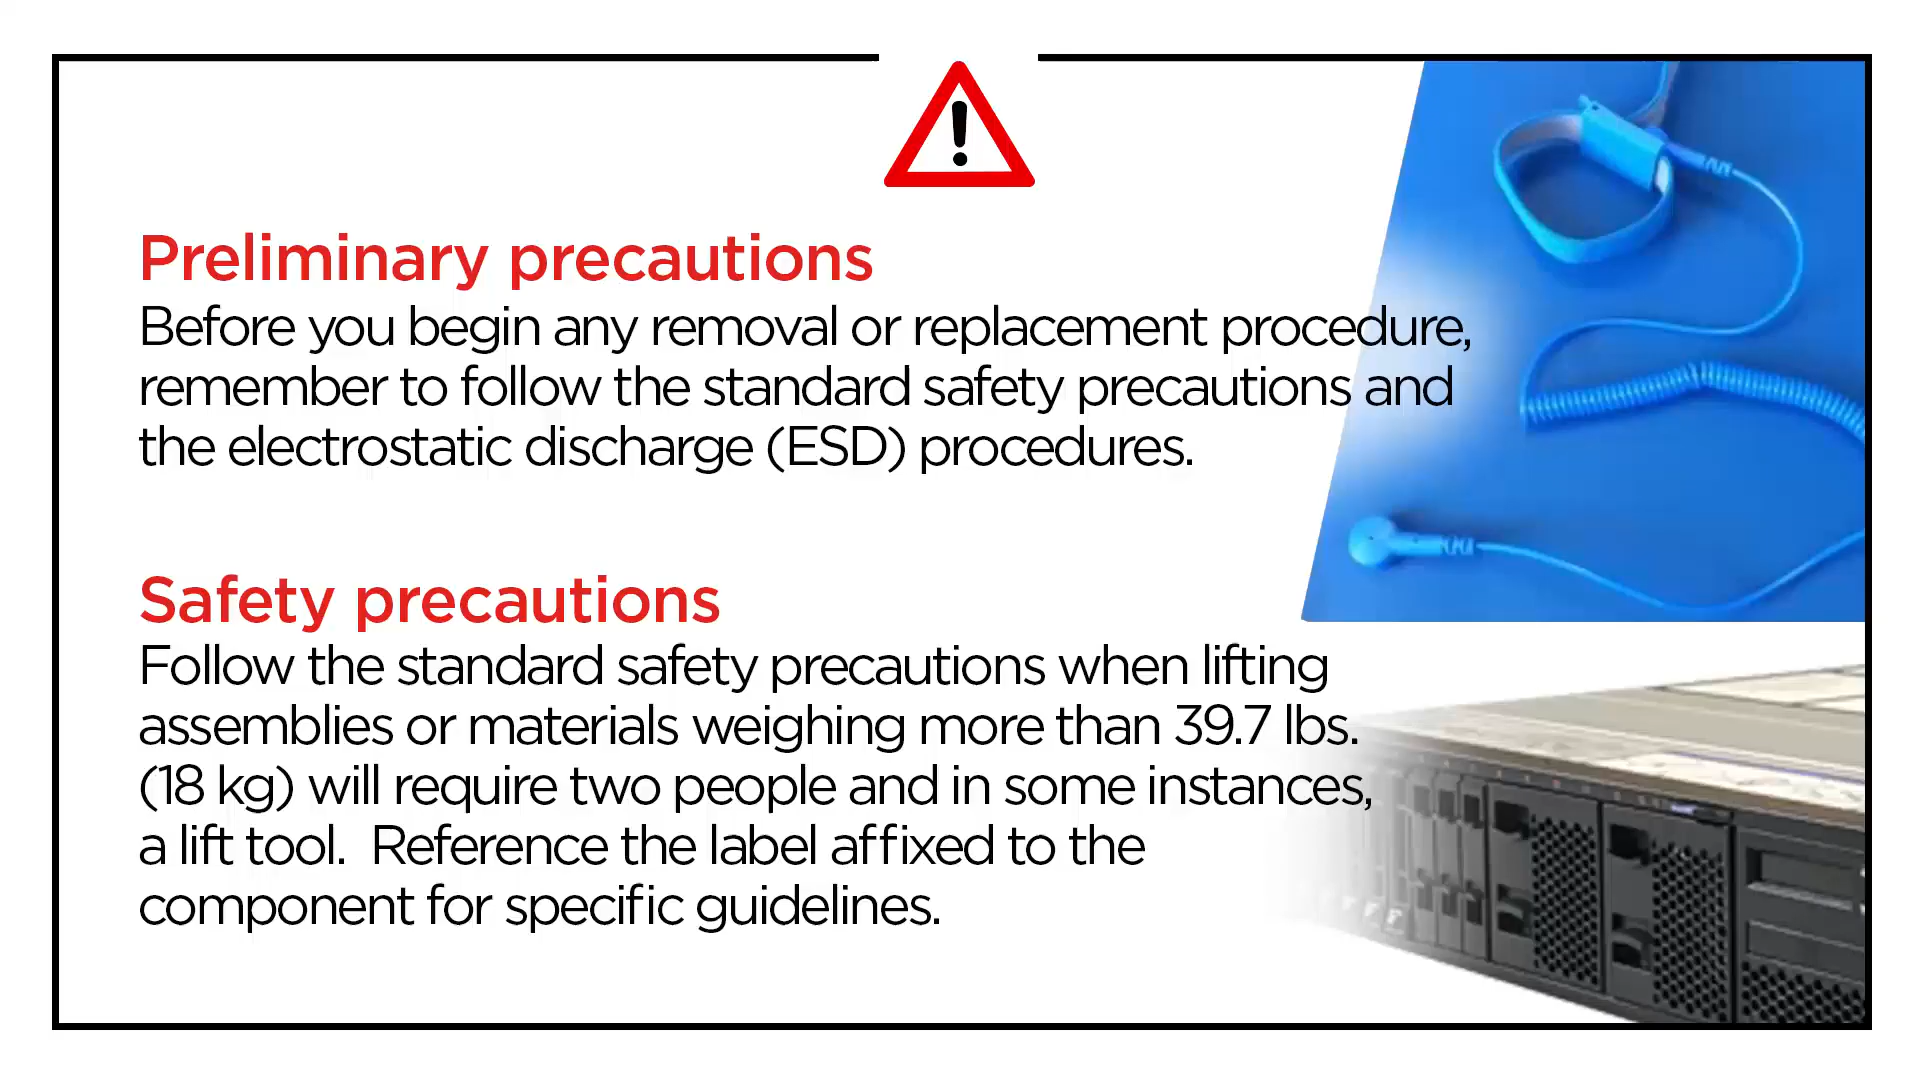 Preliminary precautions
Before you begin any removal or replacement procedure,
remember to follow the standard safety precautions and
the electrostatic discharge (ESD) procedures.
Safety precautions
Follow the standard safety precautions when lifting
assemblies or materials weighing more than 39.7 lbs.
(18 kg) will require two people and in some instances,
a lift tool.  Reference the label affixed to the
component for specific guidelines.